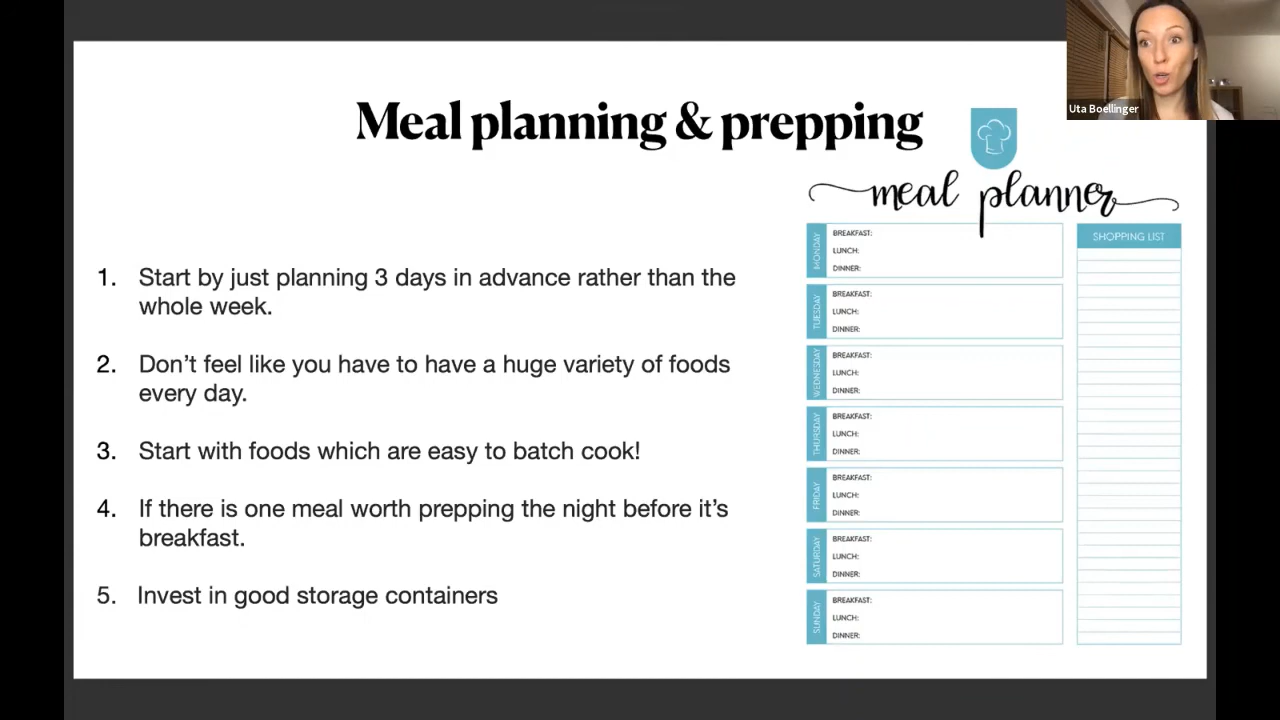 Meal planning & prepping
Uta Boellinger
meal planner
1. Start by just planning 3 days in advance rather than the
whole week.
2. Don’t feel like you have to have a huge variety of foods
every day.
3. Start with foods which are easy to batch cook!
4. If there is one meal worth prepping the night before it’s
breakfast.
5. Invest in good storage containers
MONDAY
BREAKFAST:
LUNCH:
DINNER:
TUESDAY
BREAKFAST:
LUNCH:
DINNER:
WEDNESDAY
BREAKFAST:
LUNCH:
DINNER:
THURSDAY
BREAKFAST:
LUNCH:
DINNER:
FRIDAY
BREAKFAST:
LUNCH:
DINNER:
SATURDAY
BREAKFAST:
LUNCH:
DINNER:
SUNDAY
BREAKFAST:
LUNCH:
DINNER:
SHOPPING LIST